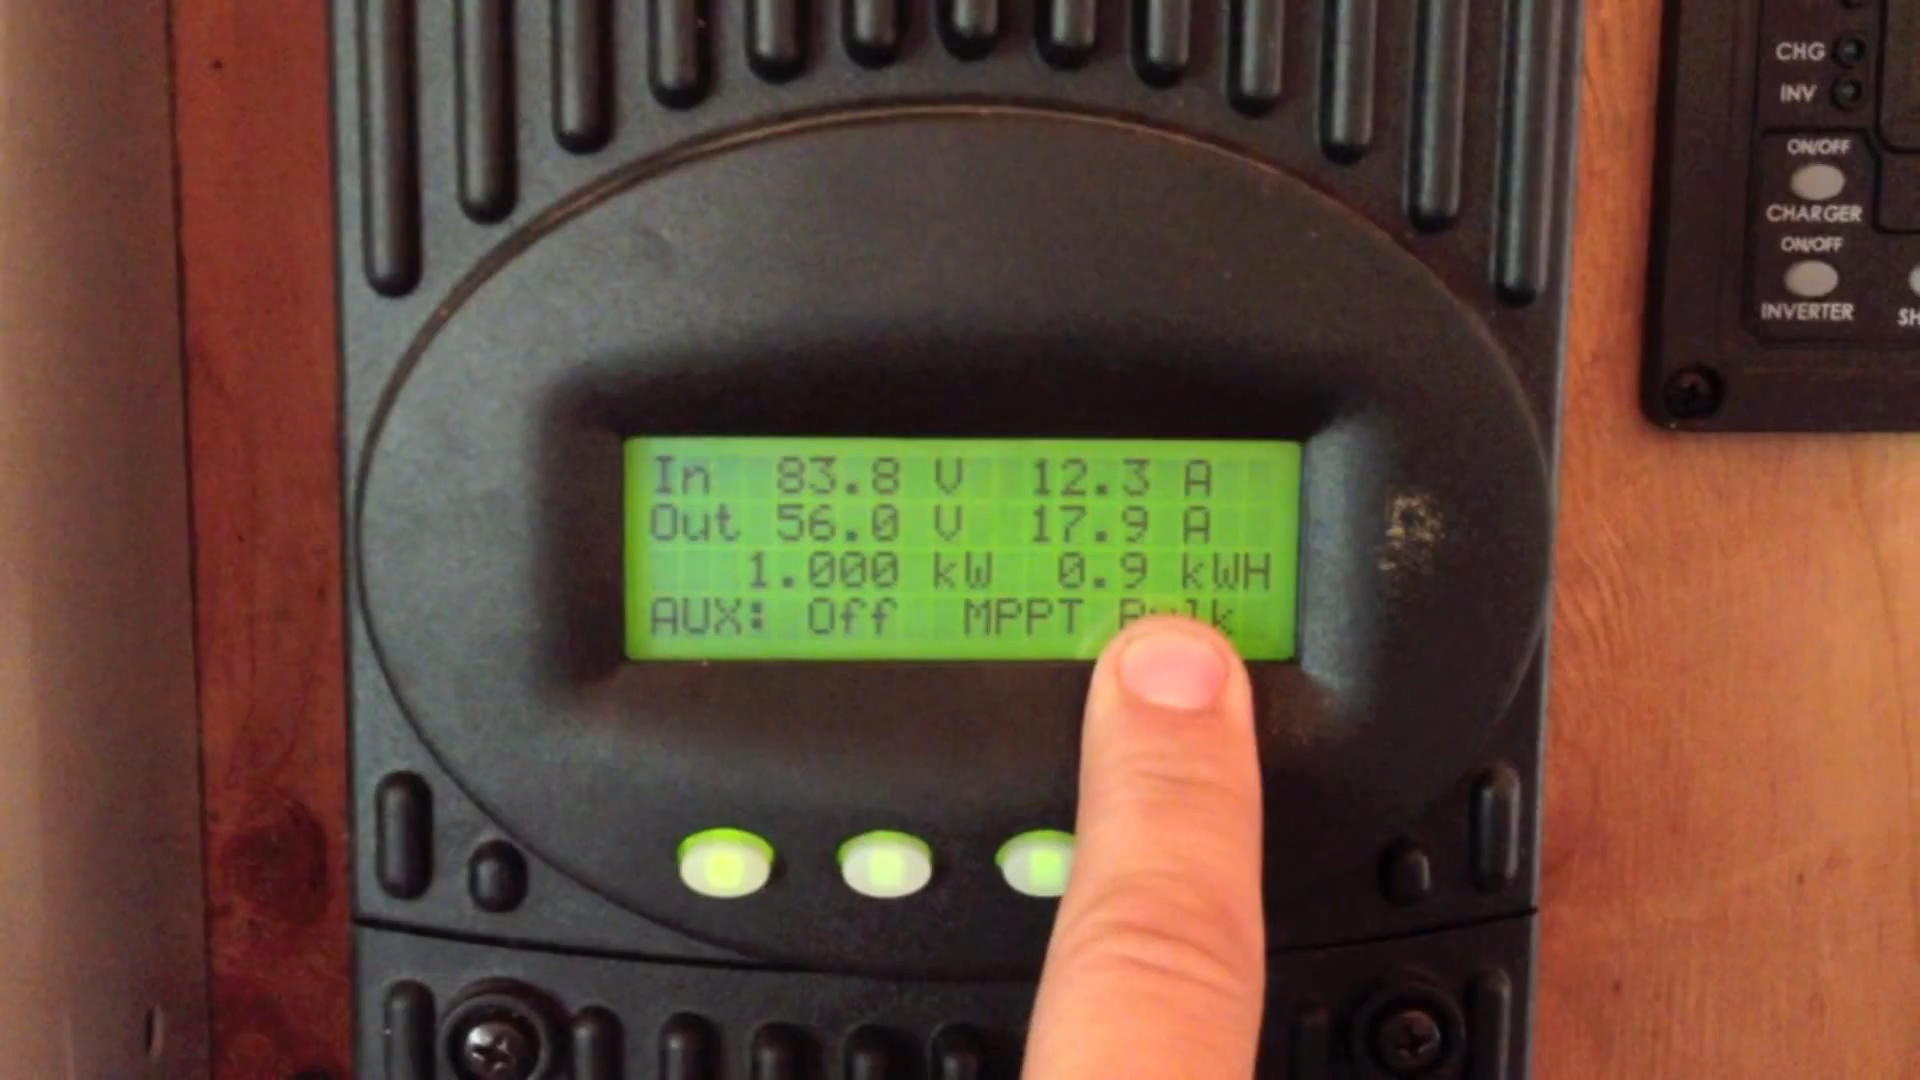 In 83.8 V 12.3 A
Out 56.0 V 17.9 A
1.000 kW 0.9 kWH
AUX: Off MPPT Bulk
CHG
INV
ON/OFF
CHARGER
ON/OFF
INVERTER